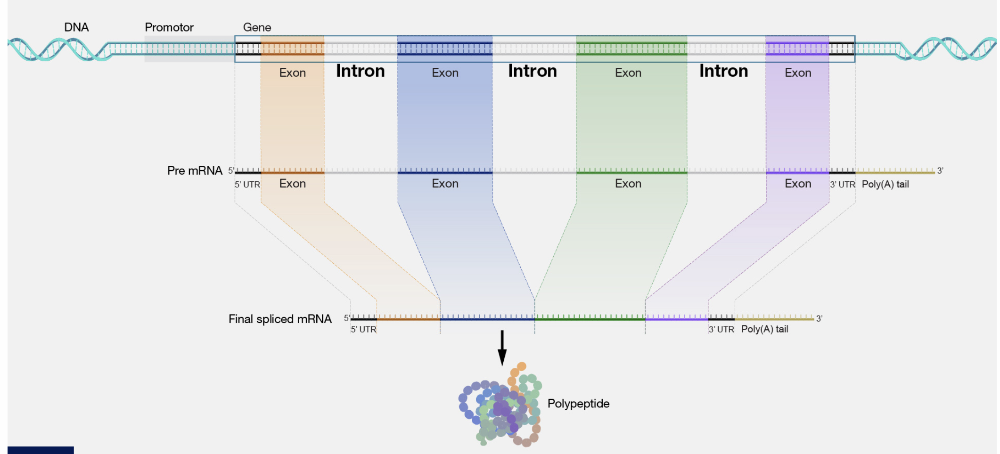 DNA
Promotor
Gene
Exon
Intron
Exon
Intron
Exon
Intron
Exon
Pre mRNA
5’
3’
5’ UTR
Exon
Exon
Exon
Exon
3’ UTR
Poly(A) tail
Final spliced mRNA
5’
3’
5’ UTR
3’ UTR
Poly(A) tail
Polypeptide